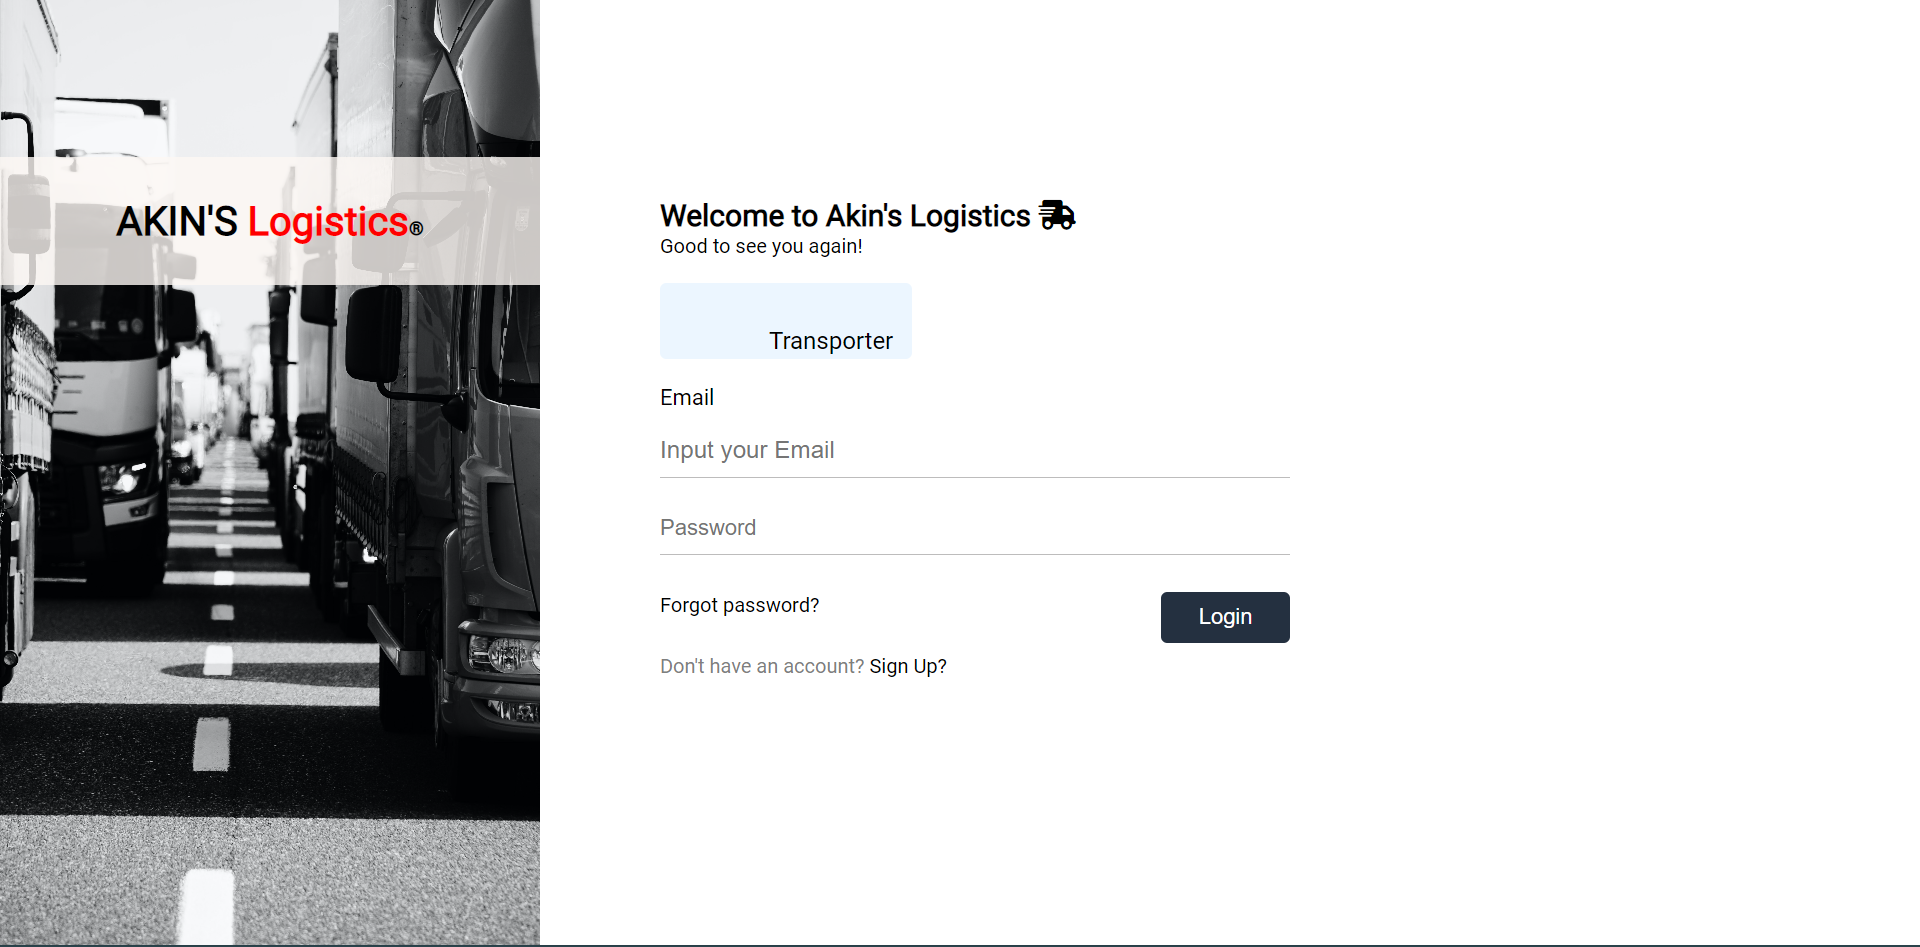 AKIN'S Logistics®
Welcome to Akin's Logistics
Good to see you again!
Transporter
Email
Input your Email
Password
Forgot password?
Login
Don't have an account? Sign Up?